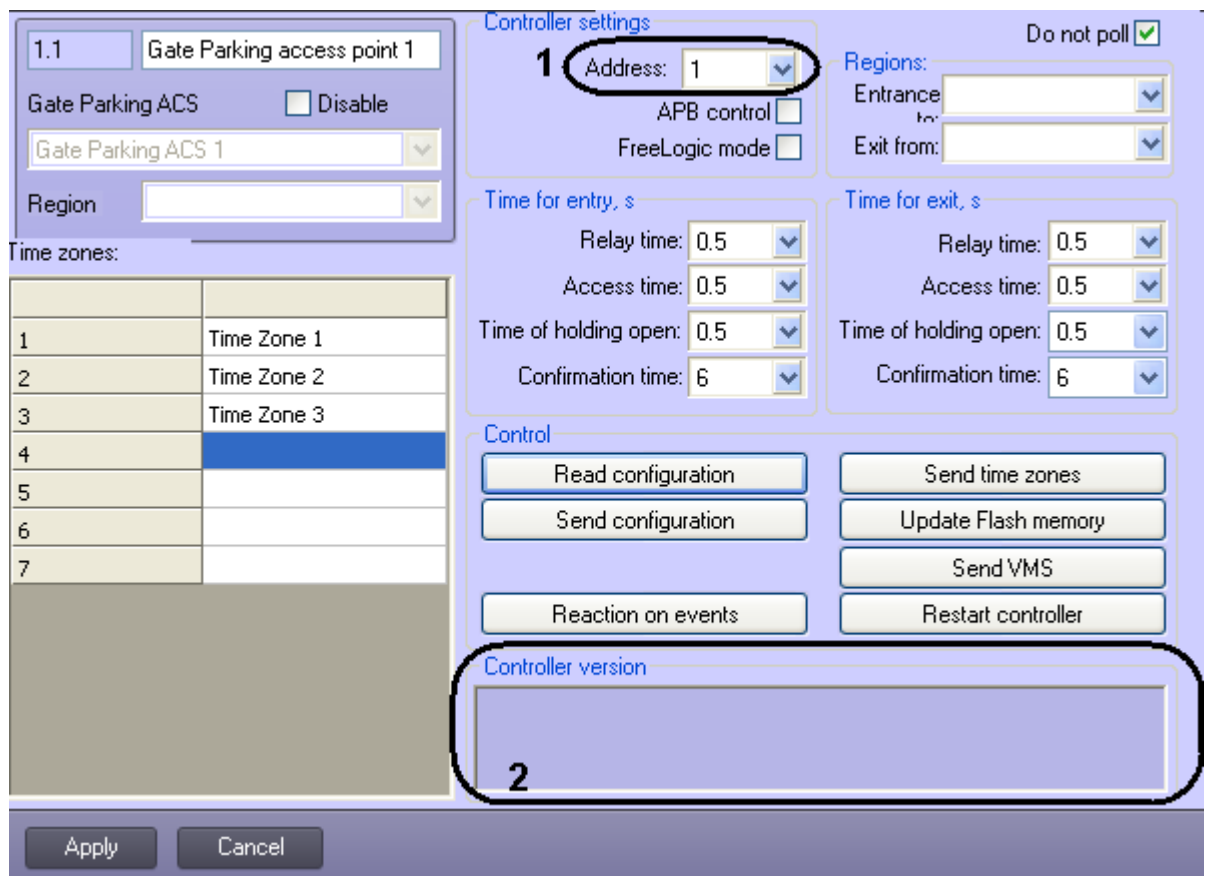 1.1 Gate Parking access point 1
Gate Parking ACS Disable
Gate Parking ACS 1
Region
Time zones:
1 Time Zone 1
2 Time Zone 2
3 Time Zone 3
4
5
6
7
Controller settings
1 Address: 1
APB control
FreeLogic mode
Do not poll
Regions:
Entrance
to:
Exit from:
Time for entry, s
Relay time: 0.5
Access time: 0.5
Time of holding open: 0.5
Confirmation time: 6
Time for exit, s
Relay time: 0.5
Access time: 0.5
Time of holding open: 0.5
Confirmation time: 6
Control
Read configuration Send time zones
Send configuration Update Flash memory
Send VMS
Reaction on events Restart controller
Controller version
2
Apply Cancel